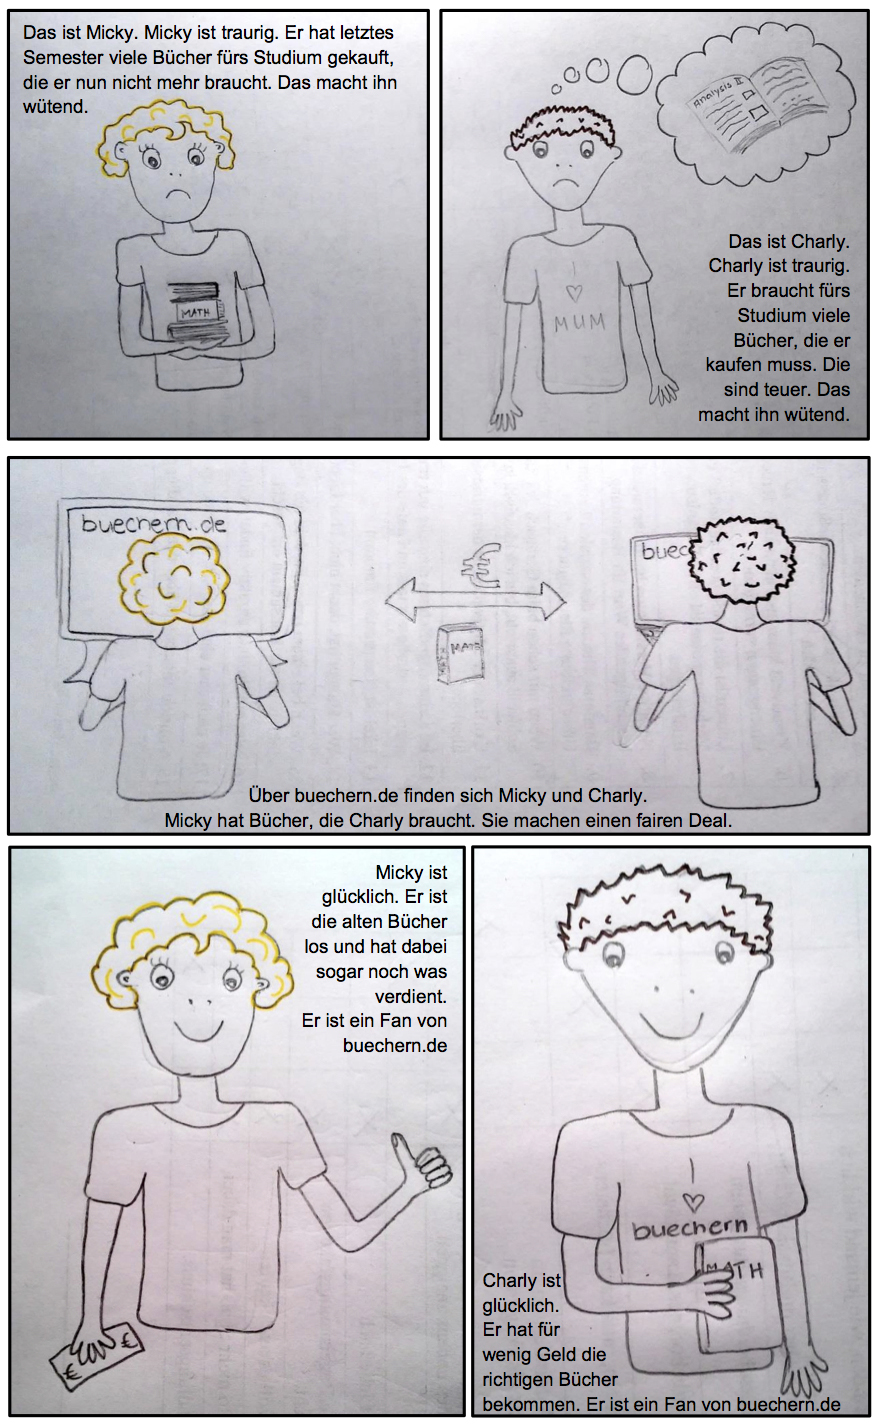 Das ist Micky. Micky ist traurig. Er hat letztes
Semester viele Bücher fürs Studium gekauft,
die er nun nicht mehr braucht. Das macht ihn
wütend.
MATH
Analysis II
Das ist Charly.
Charly ist traurig.
Er braucht fürs
Studium viele
Bücher, die er
kaufen muss. Die
sind teuer. Das
macht ihn wütend.
I
♡
MUM
buechern.de
€
MATH
buec
Über buechern.de finden sich Micky und Charly.
Micky hat Bücher, die Charly braucht. Sie machen einen fairen Deal.
Micky ist
glücklich. Er ist
die alten Bücher
los und hat dabei
sogar noch was
verdient.
Er ist ein Fan von
buechern.de
€ €
I
♡
buechern
MATH
Charly ist
glücklich.
Er hat für
wenig Geld die
richtigen Bücher
bekommen. Er ist ein Fan von buechern.de